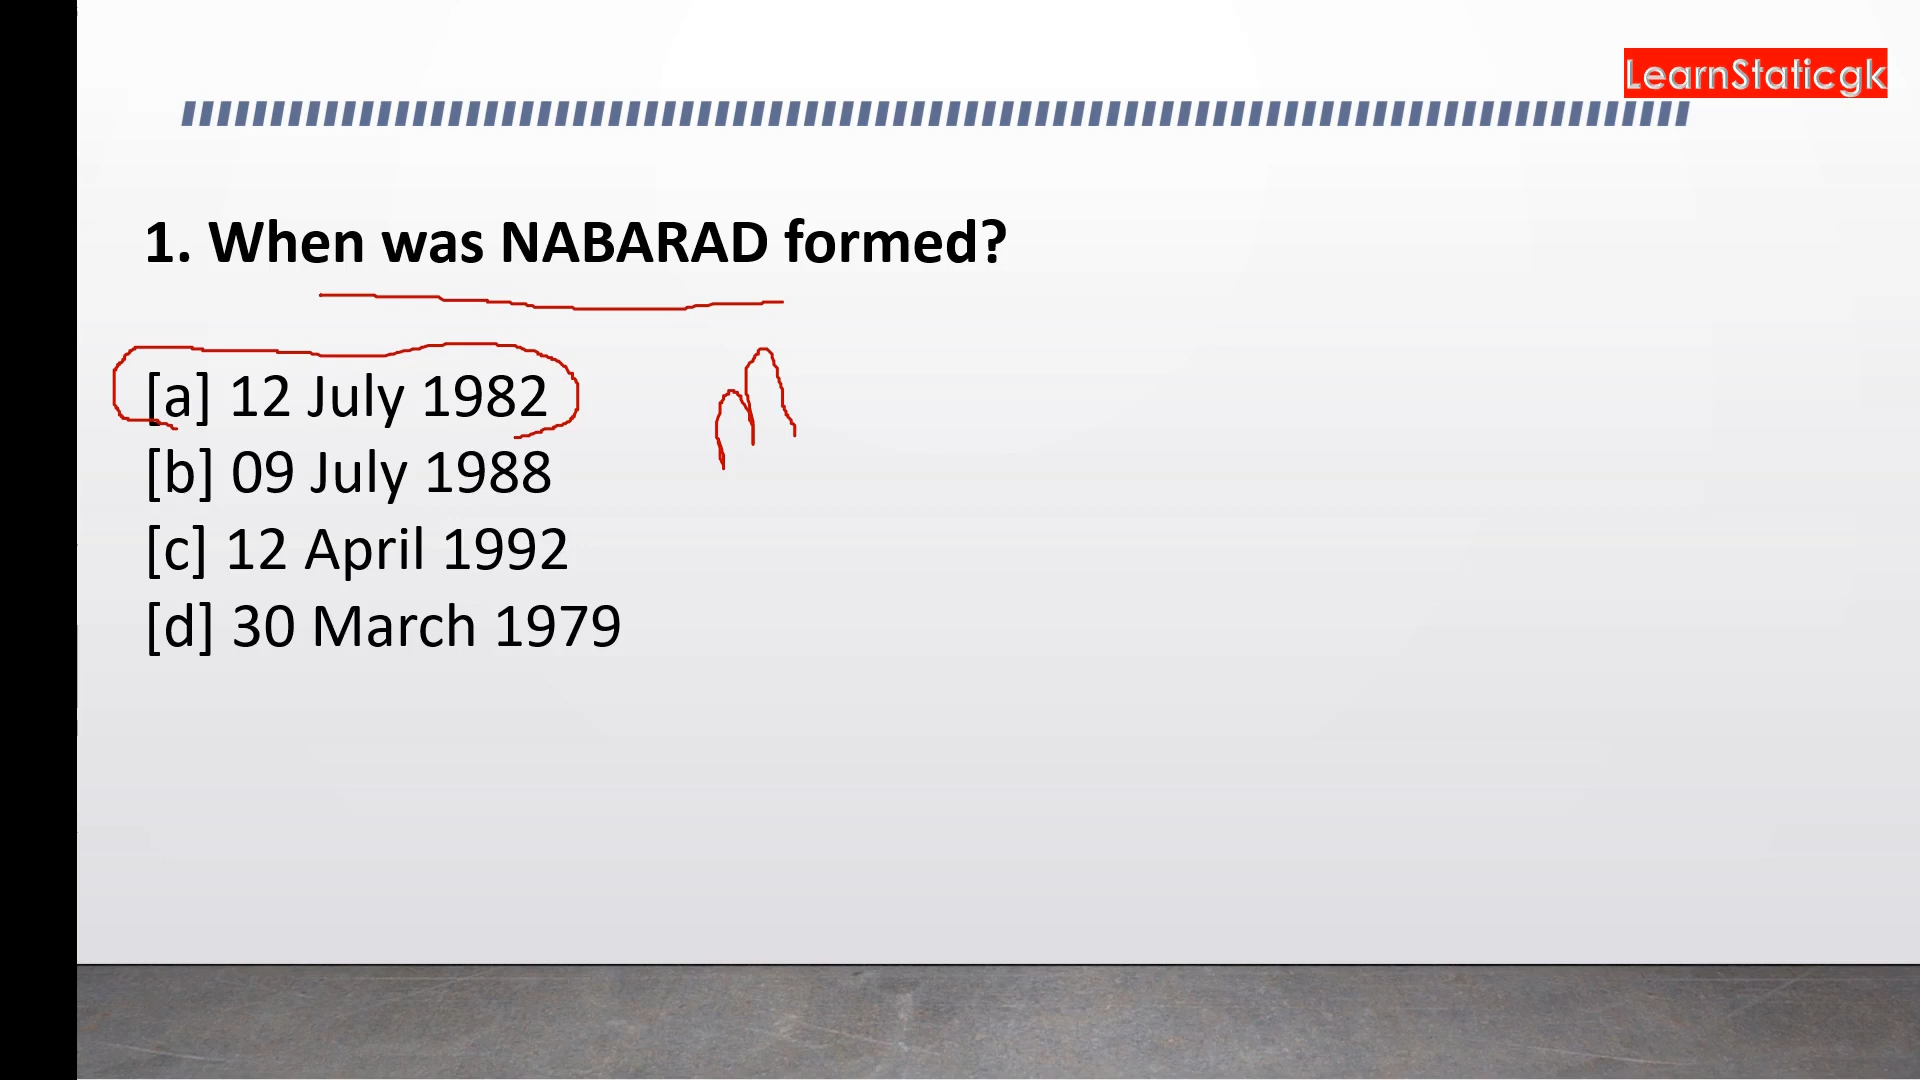 LearnStaticgk
1. When was NABARAD formed?
[a] 12 July 1982
[b] 09 July 1988
[c] 12 April 1992
[d] 30 March 1979